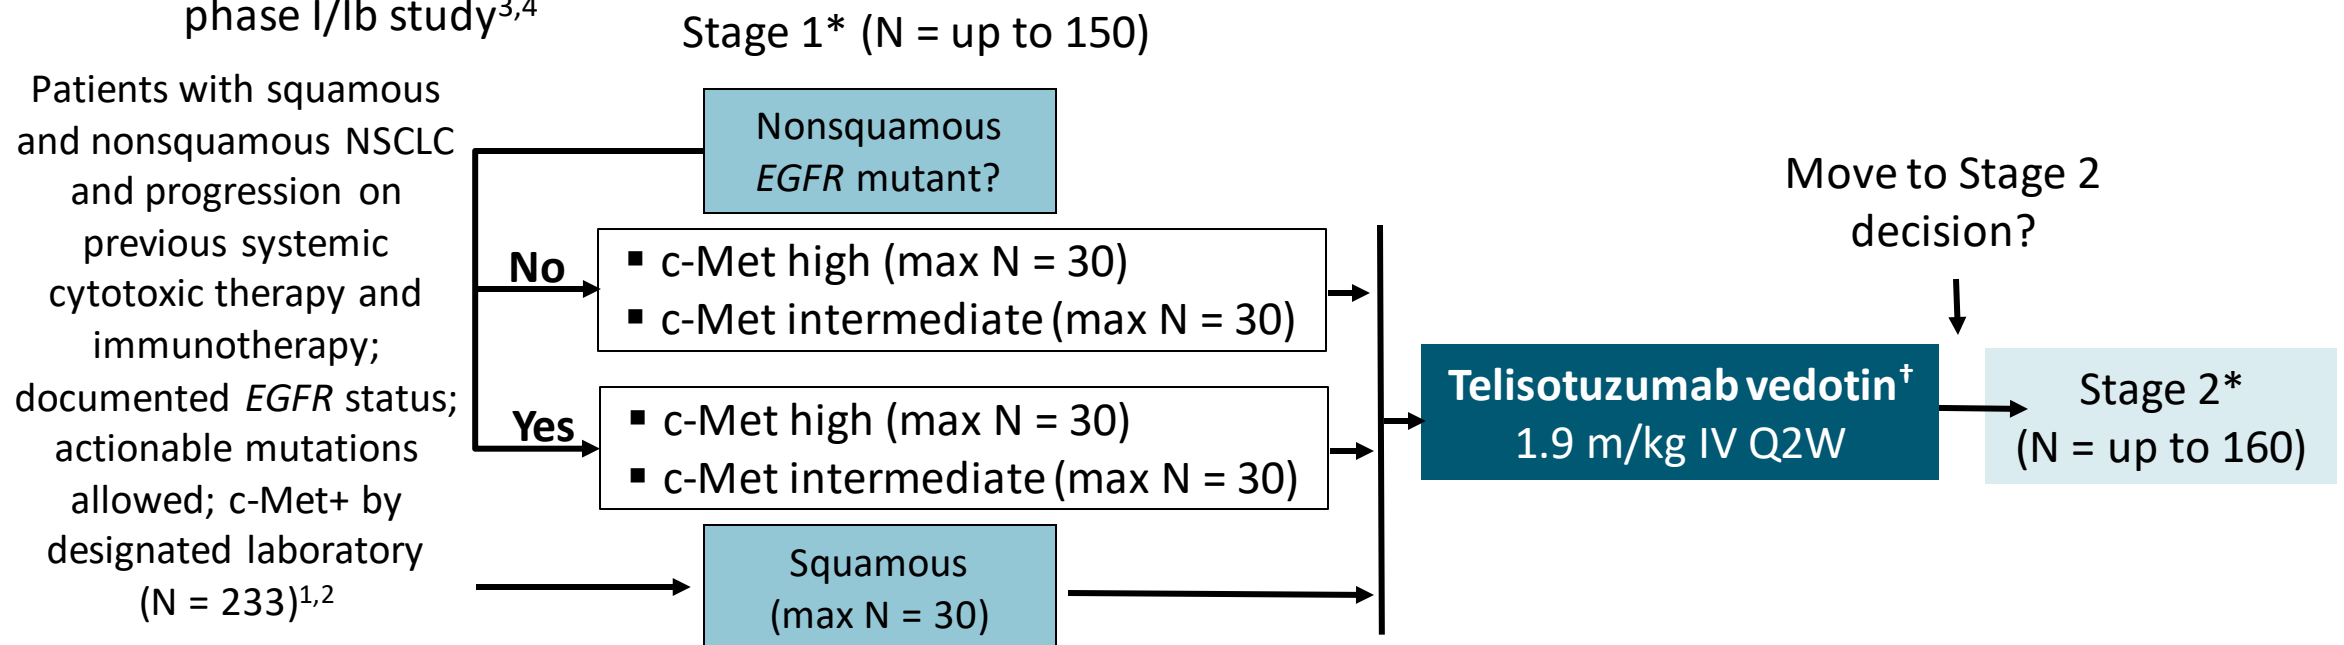 phase I/Ib study3,4
Stage 1* (N = up to 150)
Patients with squamous
and nonsquamous NSCLC
and progression on
previous systemic
cytotoxic therapy and
immunotherapy;
documented EGFR status;
actionable mutations
allowed; c-Met+ by
designated laboratory
(N = 233)1,2
Nonsquamous
EGFR mutant?
No
▪ c-Met high (max N = 30)
▪ c-Met intermediate (max N = 30)
Yes
▪ c-Met high (max N = 30)
▪ c-Met intermediate (max N = 30)
Squamous
(max N = 30)
Telisotuzumab vedotin†
1.9 m/kg IV Q2W
Move to Stage 2
decision?
Stage 2*
(N = up to 160)